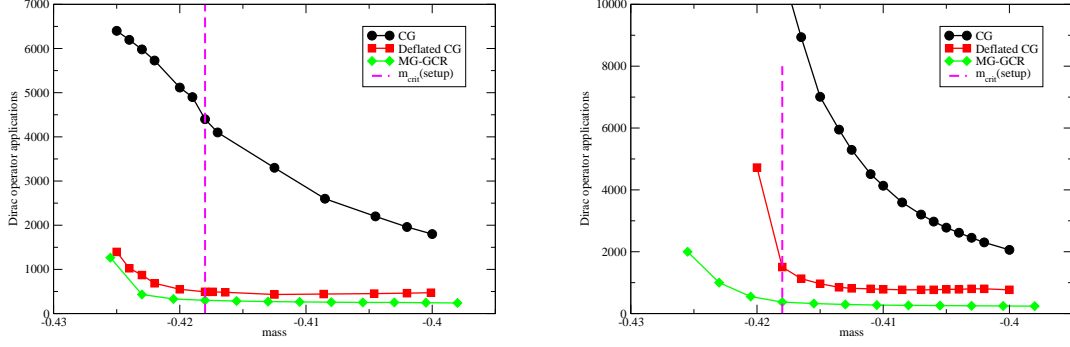 7000
6000
5000
4000
3000
2000
1000
0
Dirac operator applications
-0.43
-0.42
-0.41
-0.4
mass
CG
Deflated CG
MG-GCR
m_crit(setup)
10000
8000
6000
4000
2000
0
Dirac operator applications
-0.43
-0.42
-0.41
-0.4
mass
CG
Deflated CG
MG-GCR
m_crit(setup)